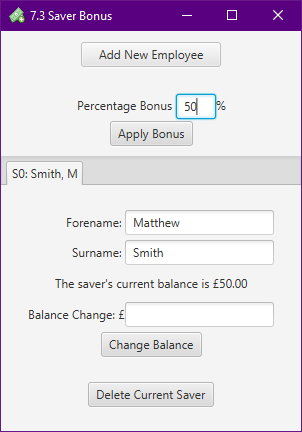 7.3 Saver Bonus
Add New Employee
Percentage Bonus 50 %
Apply Bonus
S0: Smith, M
Forename: Matthew
Surname: Smith
The saver's current balance is £50.00
Balance Change: £
Change Balance
Delete Current Saver